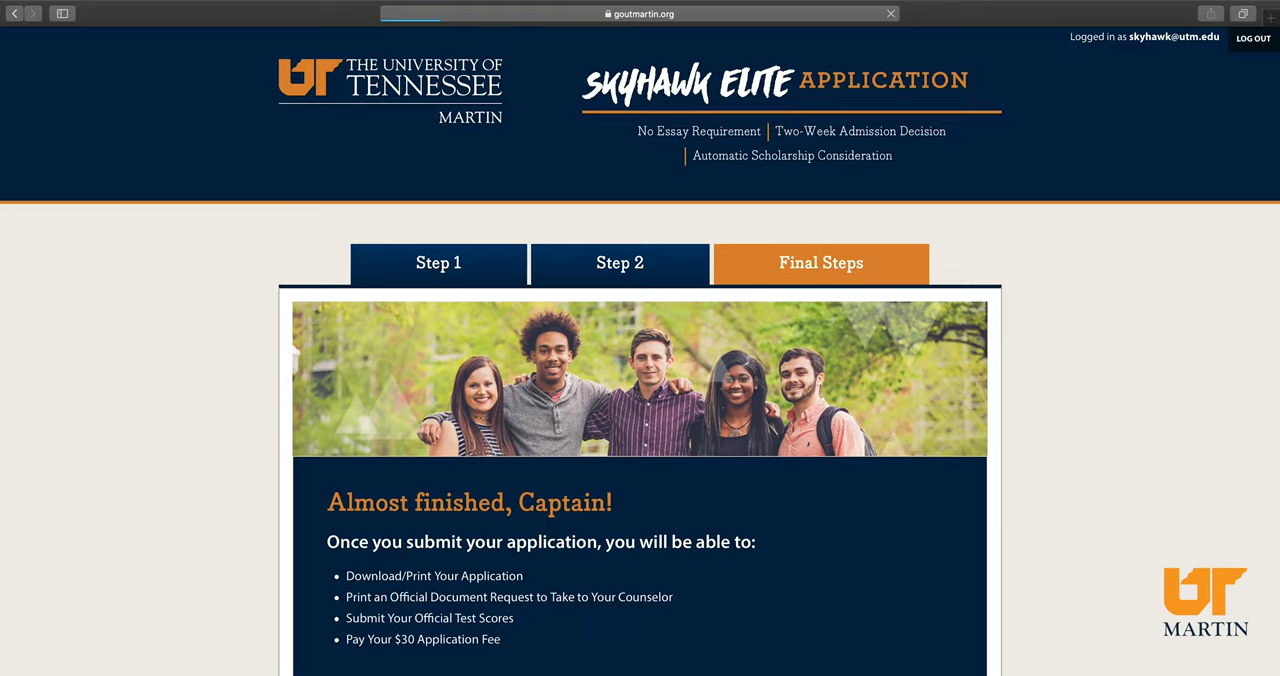 goutmartin.org
Logged in as skyhawk@utm.edu
LOG OUT
UT THE UNIVERSITY OF
TENNESSEE
MARTIN
SKYHAWK ELITE APPLICATION
No Essay Requirement | Two-Week Admission Decision
| Automatic Scholarship Consideration
Step 1
Step 2
Final Steps
Almost finished, Captain!
Once you submit your application, you will be able to:
• Download/Print Your Application
• Print an Official Document Request to Take to Your Counselor
• Submit Your Official Test Scores
• Pay Your $30 Application Fee
UT
MARTIN